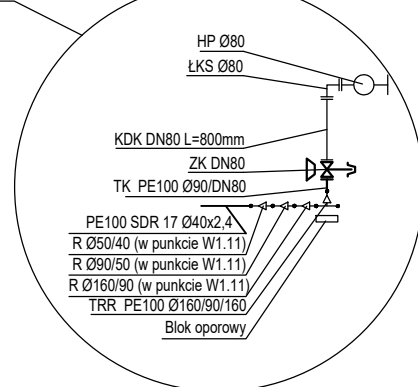 HP Ø80
ŁKS Ø80
KDK DN80 L=800mm
ZK DN80
TK PE100 Ø90/DN80
PE100 SDR 17 Ø40x2,4
R Ø50/40 (w punkcie W1.11)
R Ø90/50 (w punkcie W1.11)
R Ø160/90 (w punkcie W1.11)
TRR PE100 Ø160/90/160
Blok oporowy